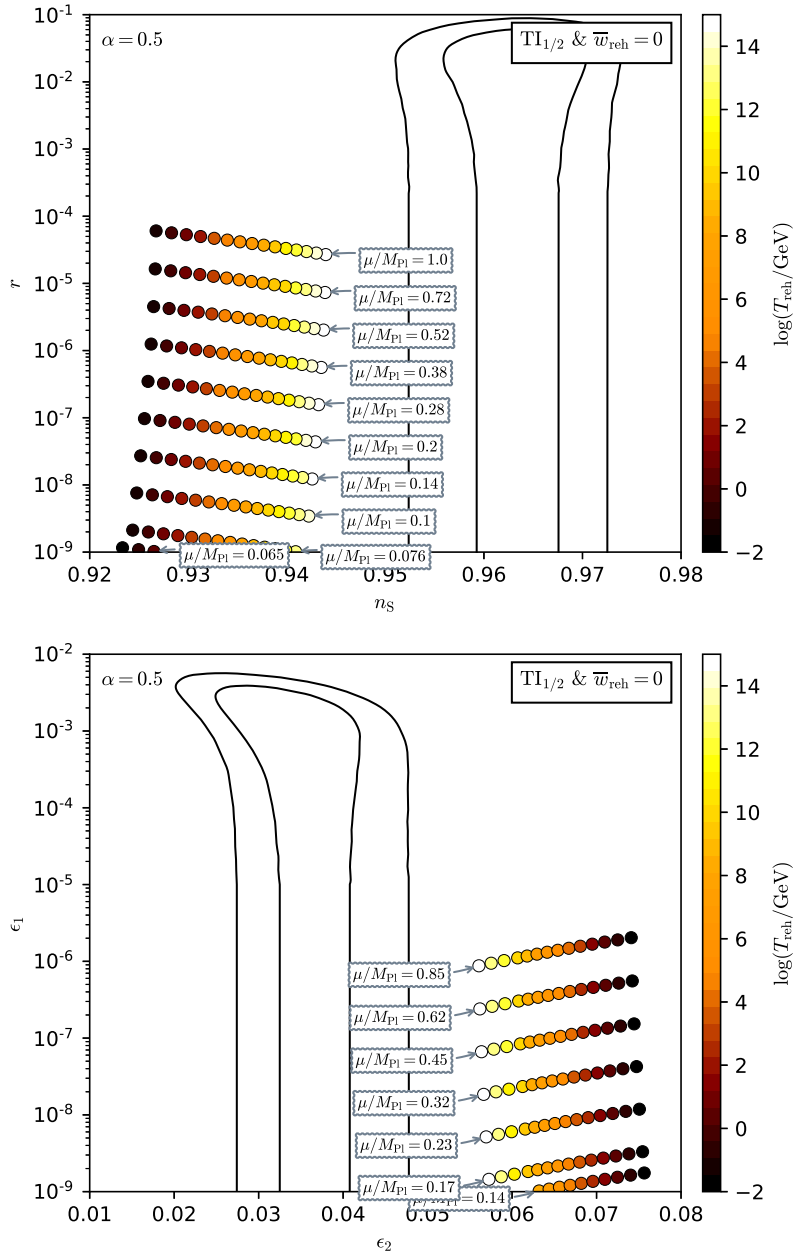 α = 0.5
TI1/2 & w̅reh = 0
10-1
10-2
10-3
10-4
10-5
10-6
10-7
10-8
10-9
r
μ/MPl = 1.0
μ/MPl = 0.72
μ/MPl = 0.52
μ/MPl = 0.38
μ/MPl = 0.28
μ/MPl = 0.2
μ/MPl = 0.14
μ/MPl = 0.1
μ/MPl = 0.065
μ/MPl = 0.076
0.92 0.93 0.94 0.95 0.96 0.97 0.98
nS
14
12
10
8
6
4
2
0
−2
log(Treh/GeV)
α = 0.5
TI1/2 & w̅reh = 0
10-2
10-3
10-4
10-5
10-6
10-7
10-8
10-9
ϵ1
μ/MPl = 0.85
μ/MPl = 0.62
μ/MPl = 0.45
μ/MPl = 0.32
μ/MPl = 0.23
μ/MPl = 0.17
μ/MPl = 0.14
0.01 0.02 0.03 0.04 0.05 0.06 0.07 0.08
ϵ2
14
12
10
8
6
4
2
0
−2
log(Treh/GeV)